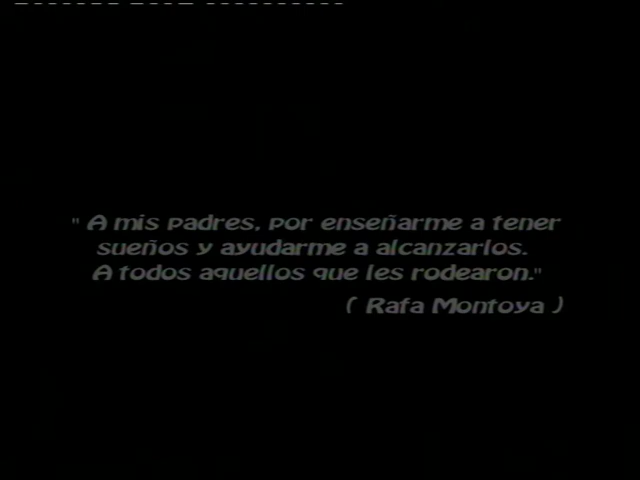 " A mis padres, por enseñarme a tener
sueños y ayudarme a alcanzarlos.
A todos aquellos que les rodearon."
( Rafa Montoya )